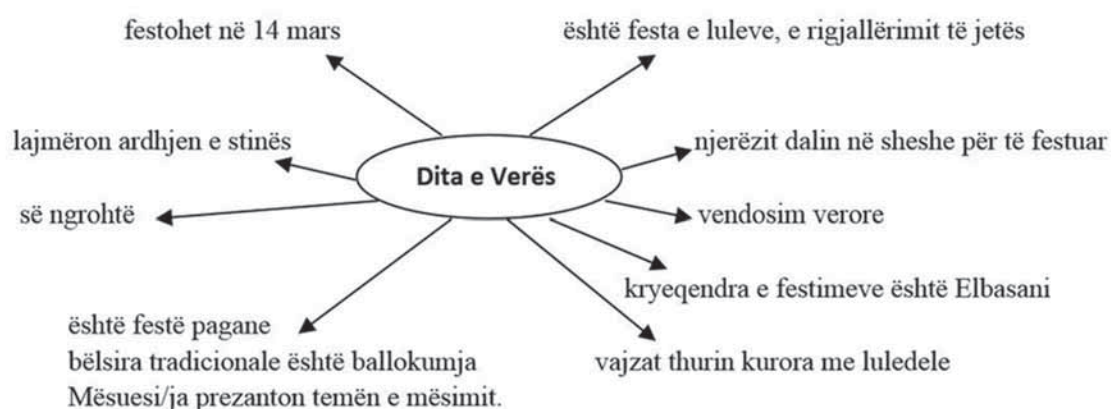 festohet në 14 mars
është festa e luleve, e rigjallërimit të jetës
lajmëron ardhjen e stinës
njerëzit dalin në sheshe për të festuar
Dita e Verës
së ngrohtë
vendosim verore
kryeqendra e festimeve është Elbasani
është festë pagane
bëlsira tradicionale është ballokumja
vajzat thurin kurora me luledele
Mësuesi/ja prezanton temën e mësimit.